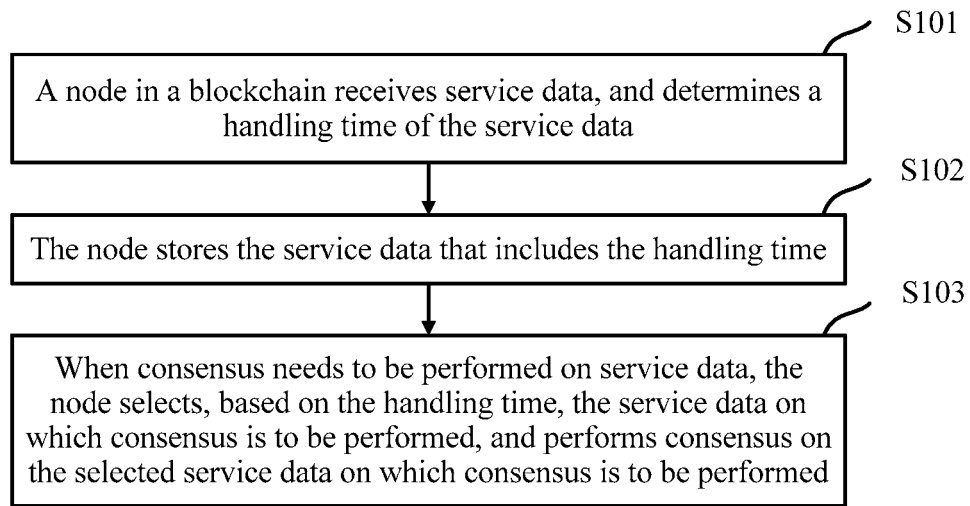 S101
A node in a blockchain receives service data, and determines a
handling time of the service data
S102
The node stores the service data that includes the handling time
S103
When consensus needs to be performed on service data, the
node selects, based on the handling time, the service data on
which consensus is to be performed, and performs consensus on
the selected service data on which consensus is to be performed